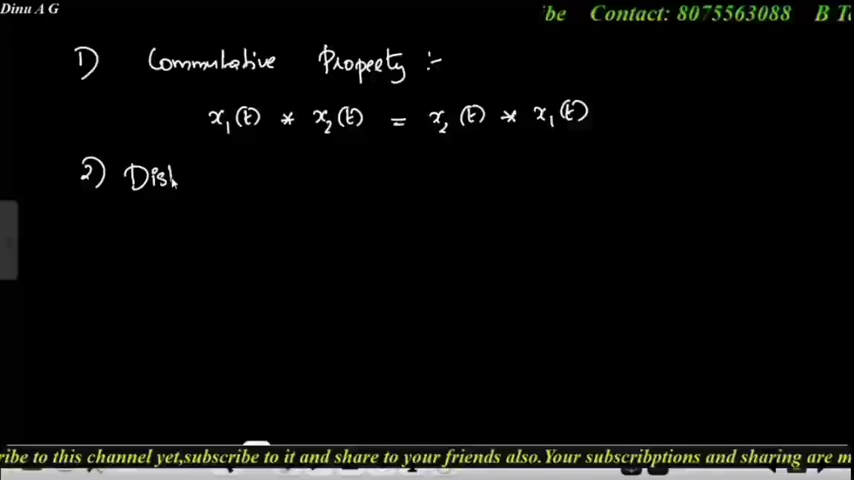 Dinu A G
be Contact: 8075563088 B T
1) Commutative Property :-
x₁(t) * x₂(t) = x₂(t) * x₁(t)
2) Dist
ribe to this channel yet,subscribe to it and share to your friends also.Your subscribptions and sharing are m